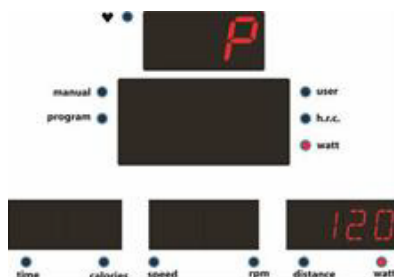 ♥
P
manual
user
program
h.r.c.
watt
120
time calories speed rpm distance watt